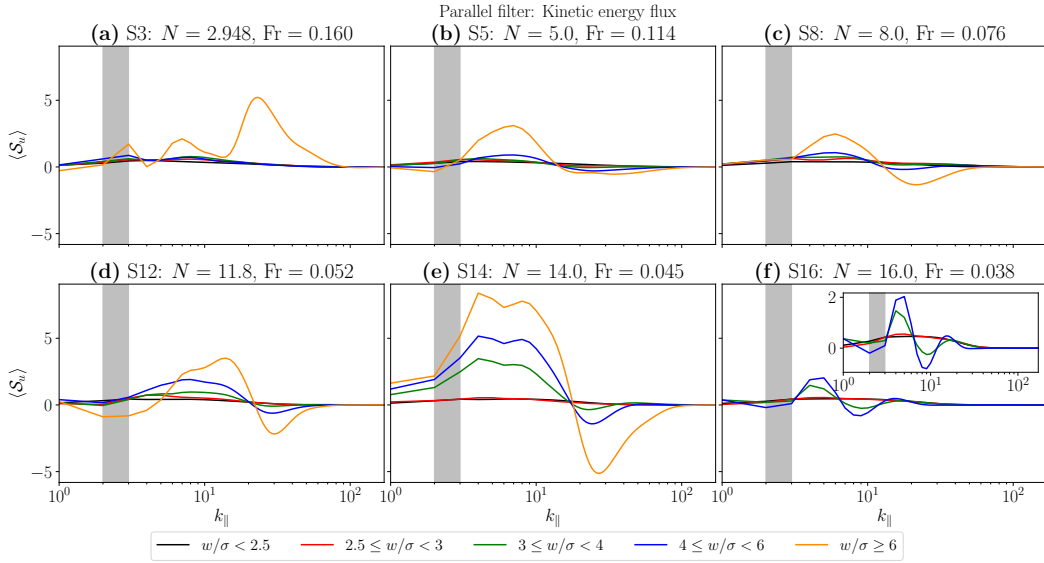 Parallel filter: Kinetic energy flux
(a) S3: N = 2.948, Fr = 0.160
(b) S5: N = 5.0, Fr = 0.114
(c) S8: N = 8.0, Fr = 0.076
5
0
−5
⟨S_u⟩
(d) S12: N = 11.8, Fr = 0.052
(e) S14: N = 14.0, Fr = 0.045
(f) S16: N = 16.0, Fr = 0.038
5
0
−5
⟨S_u⟩
2
0
10^0 10^1 10^2
10^0 10^1 10^2
10^0 10^1 10^2
10^0 10^1 10^2
k_∥
k_∥
k_∥
w/σ < 2.5
2.5 ≤ w/σ < 3
3 ≤ w/σ < 4
4 ≤ w/σ < 6
w/σ ≥ 6